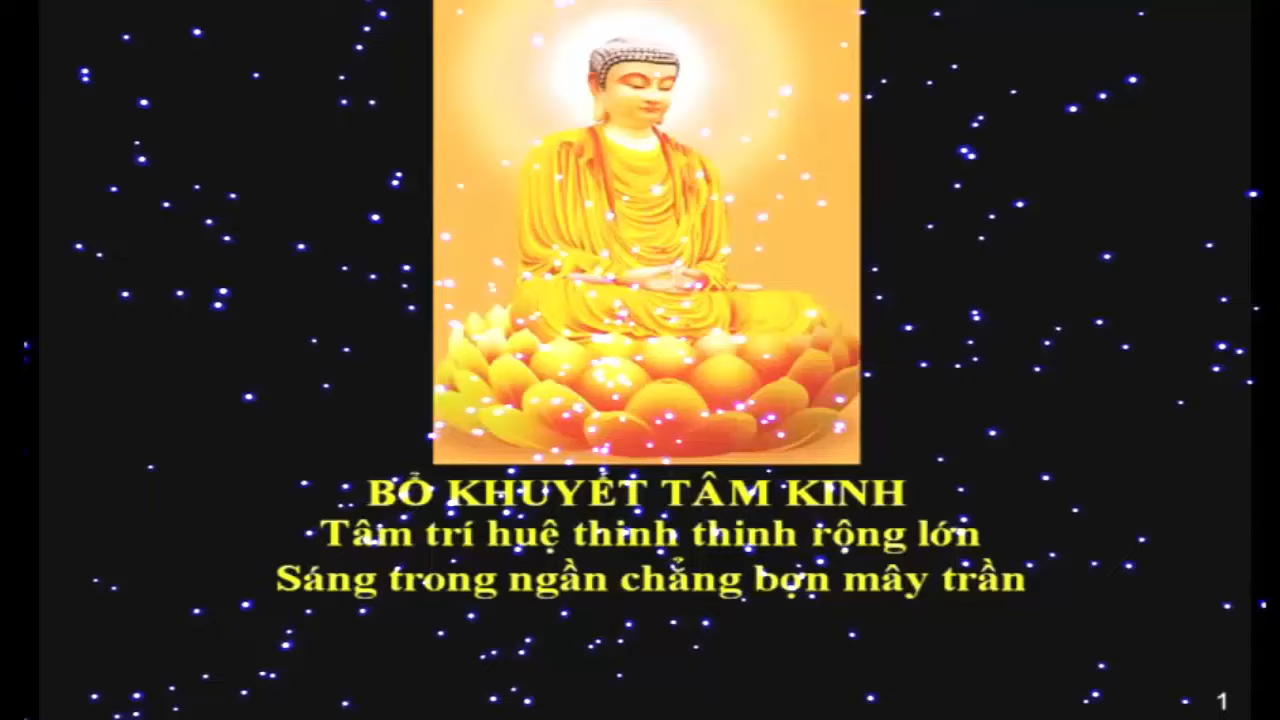 BỔ KHUYẾT TÂM KINH
Tâm trí huệ thinh thinh rộng lớn
Sáng trong ngần chẳng bợn mây trần
1